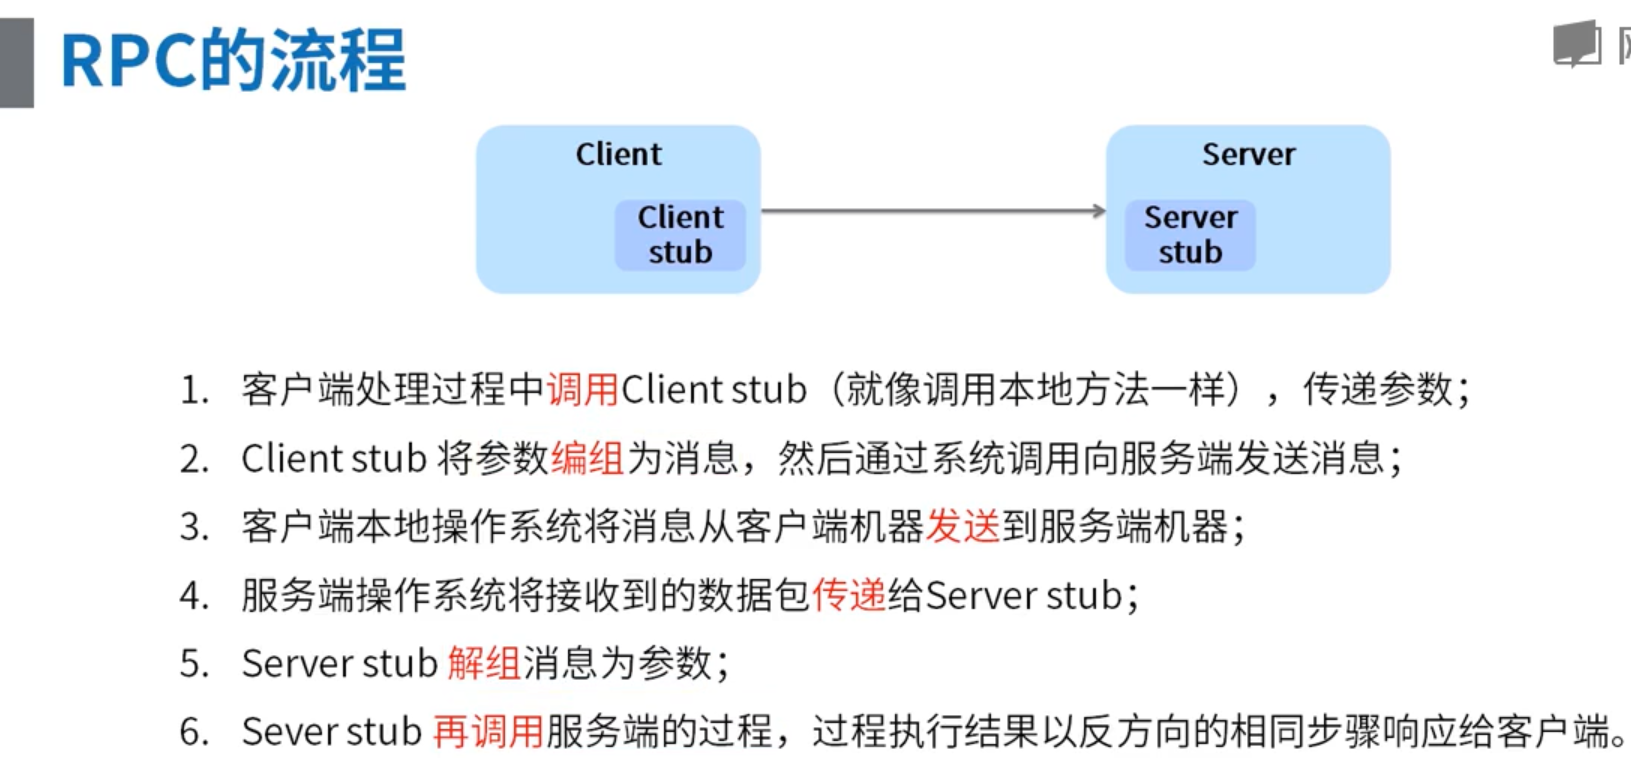 RPC的流程
Client
Server
Client
stub
Server
stub
1. 客户端处理过程中调用Client stub（就像调用本地方法一样），传递参数；
2. Client stub 将参数编组为消息，然后通过系统调用向服务端发送消息；
3. 客户端本地操作系统将消息从客户端机器发送到服务端机器；
4. 服务端操作系统将接收到的数据包传递给Server stub；
5. Server stub 解组消息为参数；
6. Sever stub 再调用服务端的过程，过程执行结果以反方向的相同步骤响应给客户端。